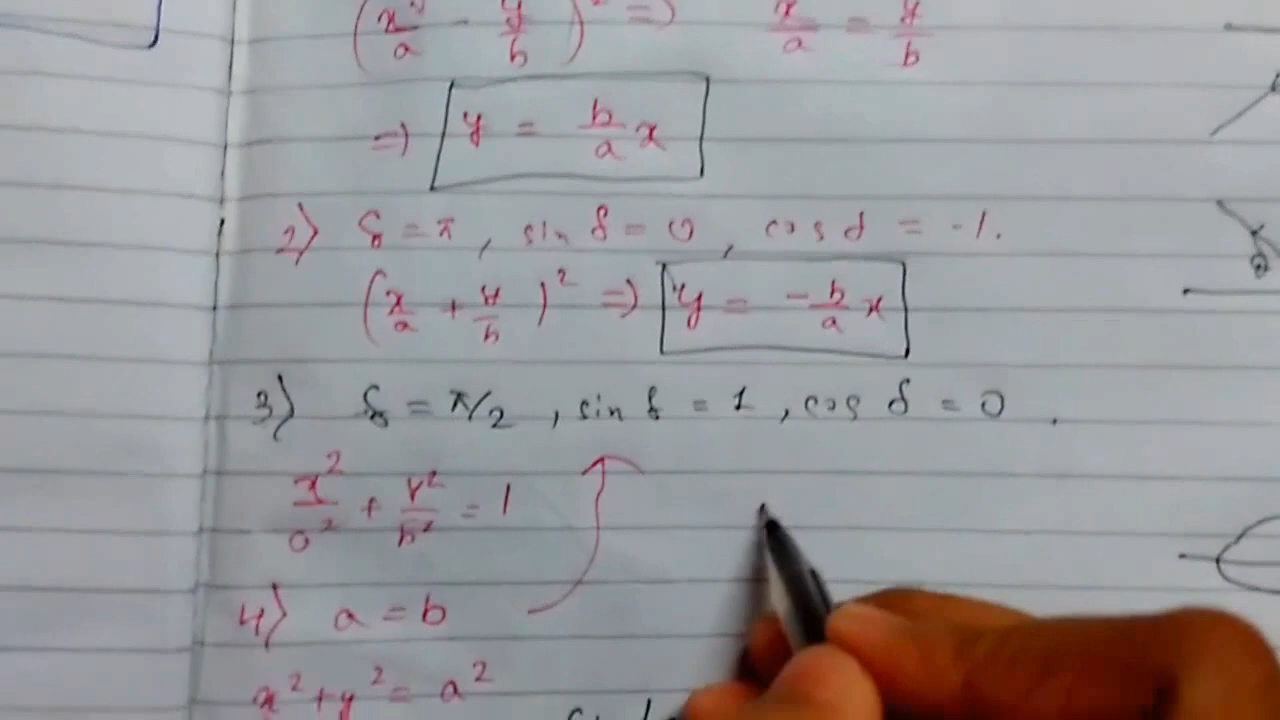 (x/a - y/b)² => x/a = y/b
=> y = b/a x
2) δ = π, sin δ = 0, cos δ = -1.
(x/a + y/b)² => y = - b/a x
3) δ = π/2, sin δ = 1, cos δ = 0.
x²/a² + y²/b² = 1
4) a = b
x² + y² = a²